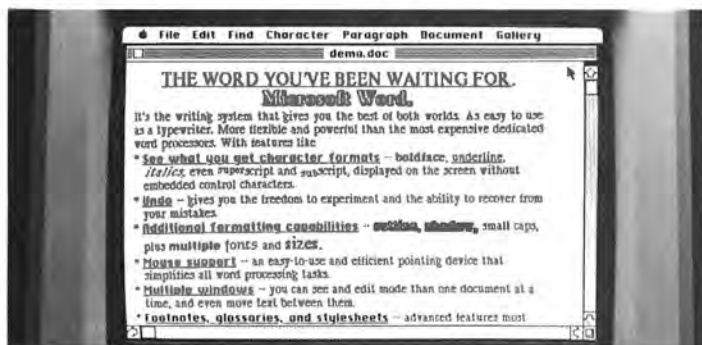 File Edit Find Character Paragraph Document Gallery
demo.doc
THE WORD YOU'VE BEEN WAITING FOR.
Microsoft Word.
It's the writing system that gives you the best of both worlds. As easy to use
as a typewriter. More flexible and powerful than the most expensive dedicated
word processors. With features like
* See what you get character formats -- boldface, underline,
italics, even superscript and subscript, displayed on the screen without
embedded control characters.
* Undo -- gives you the freedom to experiment and the ability to recover from
your mistakes.
* Additional formatting capabilities -- outline, shadow, small caps,
plus multiple fonts and sizes.
* Mouse support -- an easy-to-use and efficient pointing device that
simplifies all word processing tasks.
* Multiple windows -- you can see and edit mode than one document at a
time, and even move text between them.
* Footnotes, glossaries, and stylesheets -- advanced features most